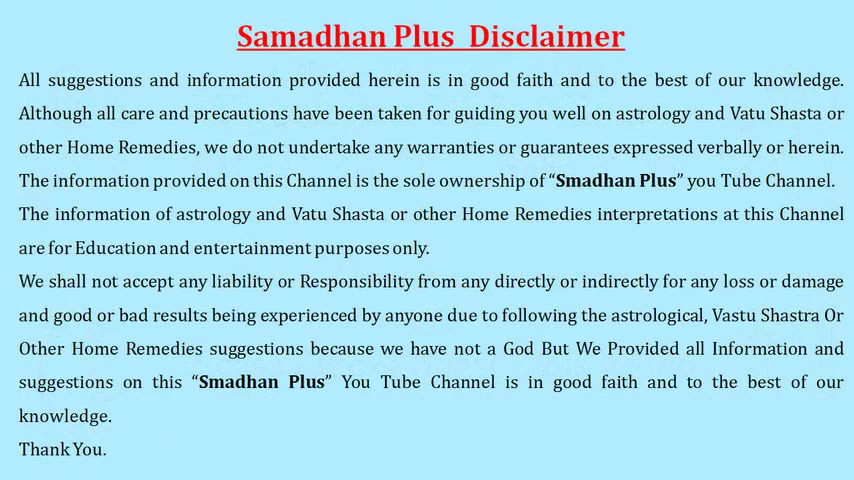 Samadhan Plus  Disclaimer
All suggestions and information provided herein is in good faith and to the best of our knowledge.
Although all care and precautions have been taken for guiding you well on astrology and Vatu Shasta or
other Home Remedies, we do not undertake any warranties or guarantees expressed verbally or herein.
The information provided on this Channel is the sole ownership of “Smadhan Plus” you Tube Channel.
The information of astrology and Vatu Shasta or other Home Remedies interpretations at this Channel
are for Education and entertainment purposes only.
We shall not accept any liability or Responsibility from any directly or indirectly for any loss or damage
and good or bad results being experienced by anyone due to following the astrological, Vastu Shastra Or
Other Home Remedies suggestions because we have not a God But We Provided all Information and
suggestions on this “Smadhan Plus” You Tube Channel is in good faith and to the best of our
knowledge.
Thank You.